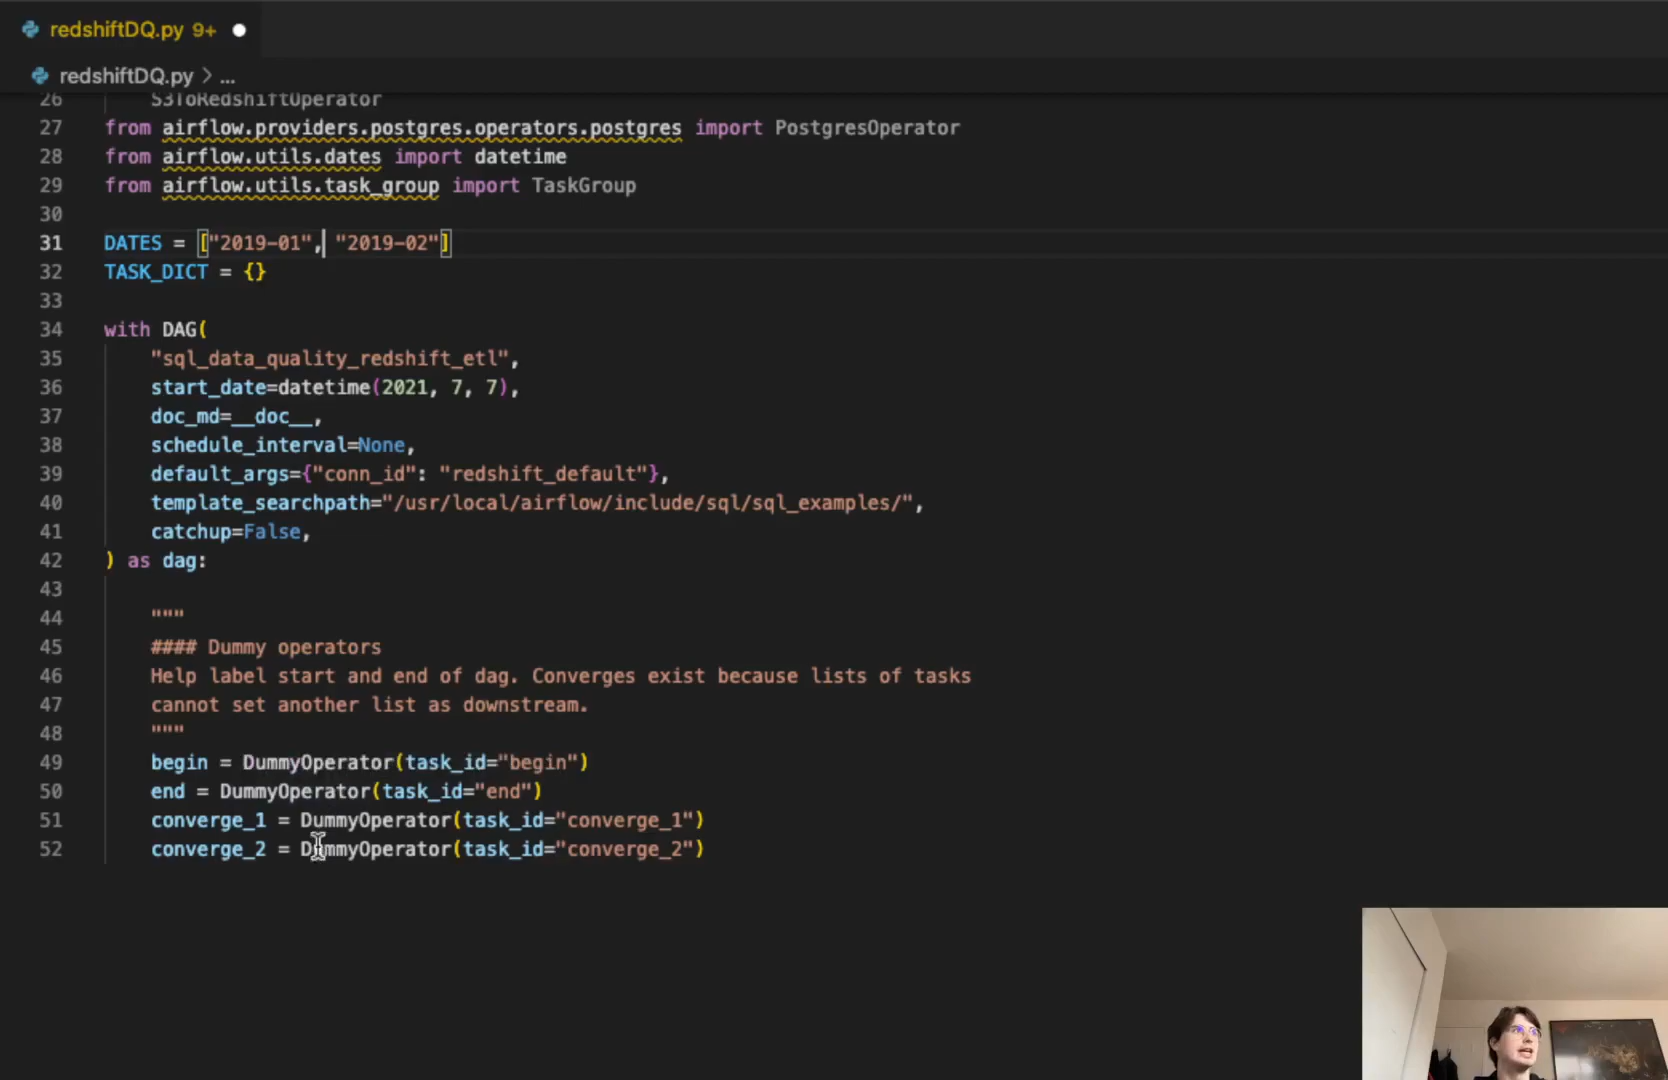 redshiftDQ.py 9+
redshiftDQ.py > ...
26 S3ToRedshiftOperator
27 from airflow.providers.postgres.operators.postgres import PostgresOperator
28 from airflow.utils.dates import datetime
29 from airflow.utils.task_group import TaskGroup
30
31 DATES = ["2019-01", "2019-02"]
32 TASK_DICT = {}
33
34 with DAG(
35 "sql_data_quality_redshift_etl",
36 start_date=datetime(2021, 7, 7),
37 doc_md=__doc__,
38 schedule_interval=None,
39 default_args={"conn_id": "redshift_default"},
40 template_searchpath="/usr/local/airflow/include/sql/sql_examples/",
41 catchup=False,
42 ) as dag:
43
44 """
45 #### Dummy operators
46 Help label start and end of dag. Converges exist because lists of tasks
47 cannot set another list as downstream.
48 """
49 begin = DummyOperator(task_id="begin")
50 end = DummyOperator(task_id="end")
51 converge_1 = DummyOperator(task_id="converge_1")
52 converge_2 = DummyOperator(task_id="converge_2")